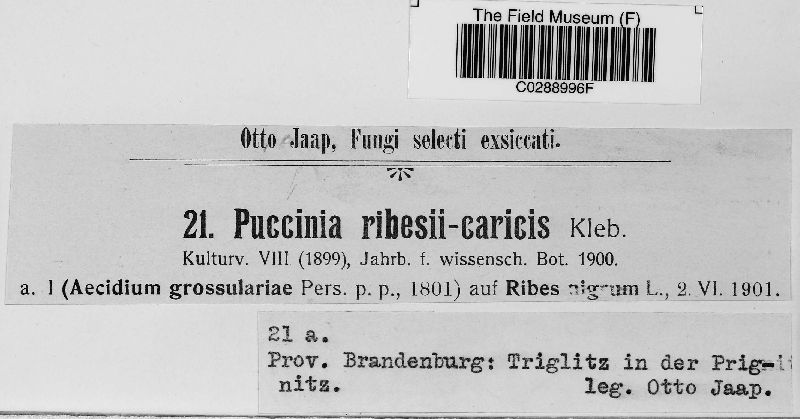 The Field Museum (F)
C0288996F
Otto Jaap, Fungi selecti exsiccati.
21. Puccinia ribesii-caricis Kleb.
Kulturv. VIII (1899), Jahrb. f. wissensch. Bot. 1900.
a. I (Aecidium grossulariae Pers. p. p., 1801) auf Ribes nigrum L., 2. VI. 1901.
21 a.
Prov. Brandenburg: Triglitz in der Prig-
nitz. leg. Otto Jaap.